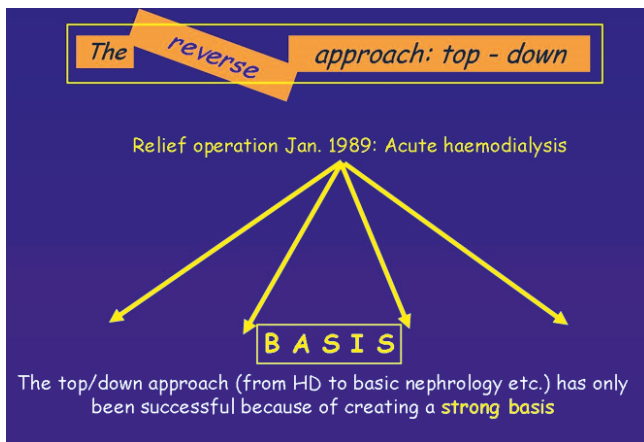 The reverse approach: top - down
Relief operation Jan. 1989: Acute haemodialysis
B A S I S
The top/down approach (from HD to basic nephrology etc.) has only
been successful because of creating a strong basis